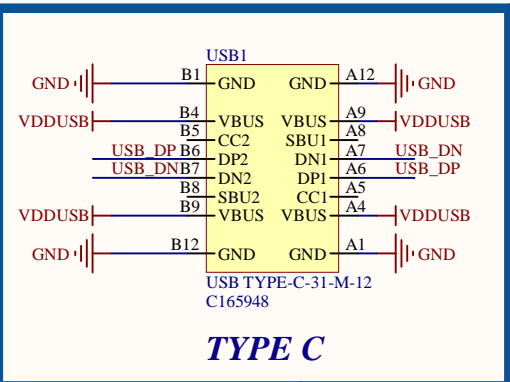 USB1
GND B1 GND GND A12 GND
VDDUSB B4 VBUS VBUS A9 VDDUSB
B5 CC2 SBU1 A8
USB_DP B6 DP2 DN1 A7 USB_DN
USB_DN B7 DN2 DP1 A6 USB_DP
B8 SBU2 CC1 A5
VDDUSB B9 VBUS VBUS A4 VDDUSB
GND B12 GND GND A1 GND
USB TYPE-C-31-M-12
C165948
TYPE C